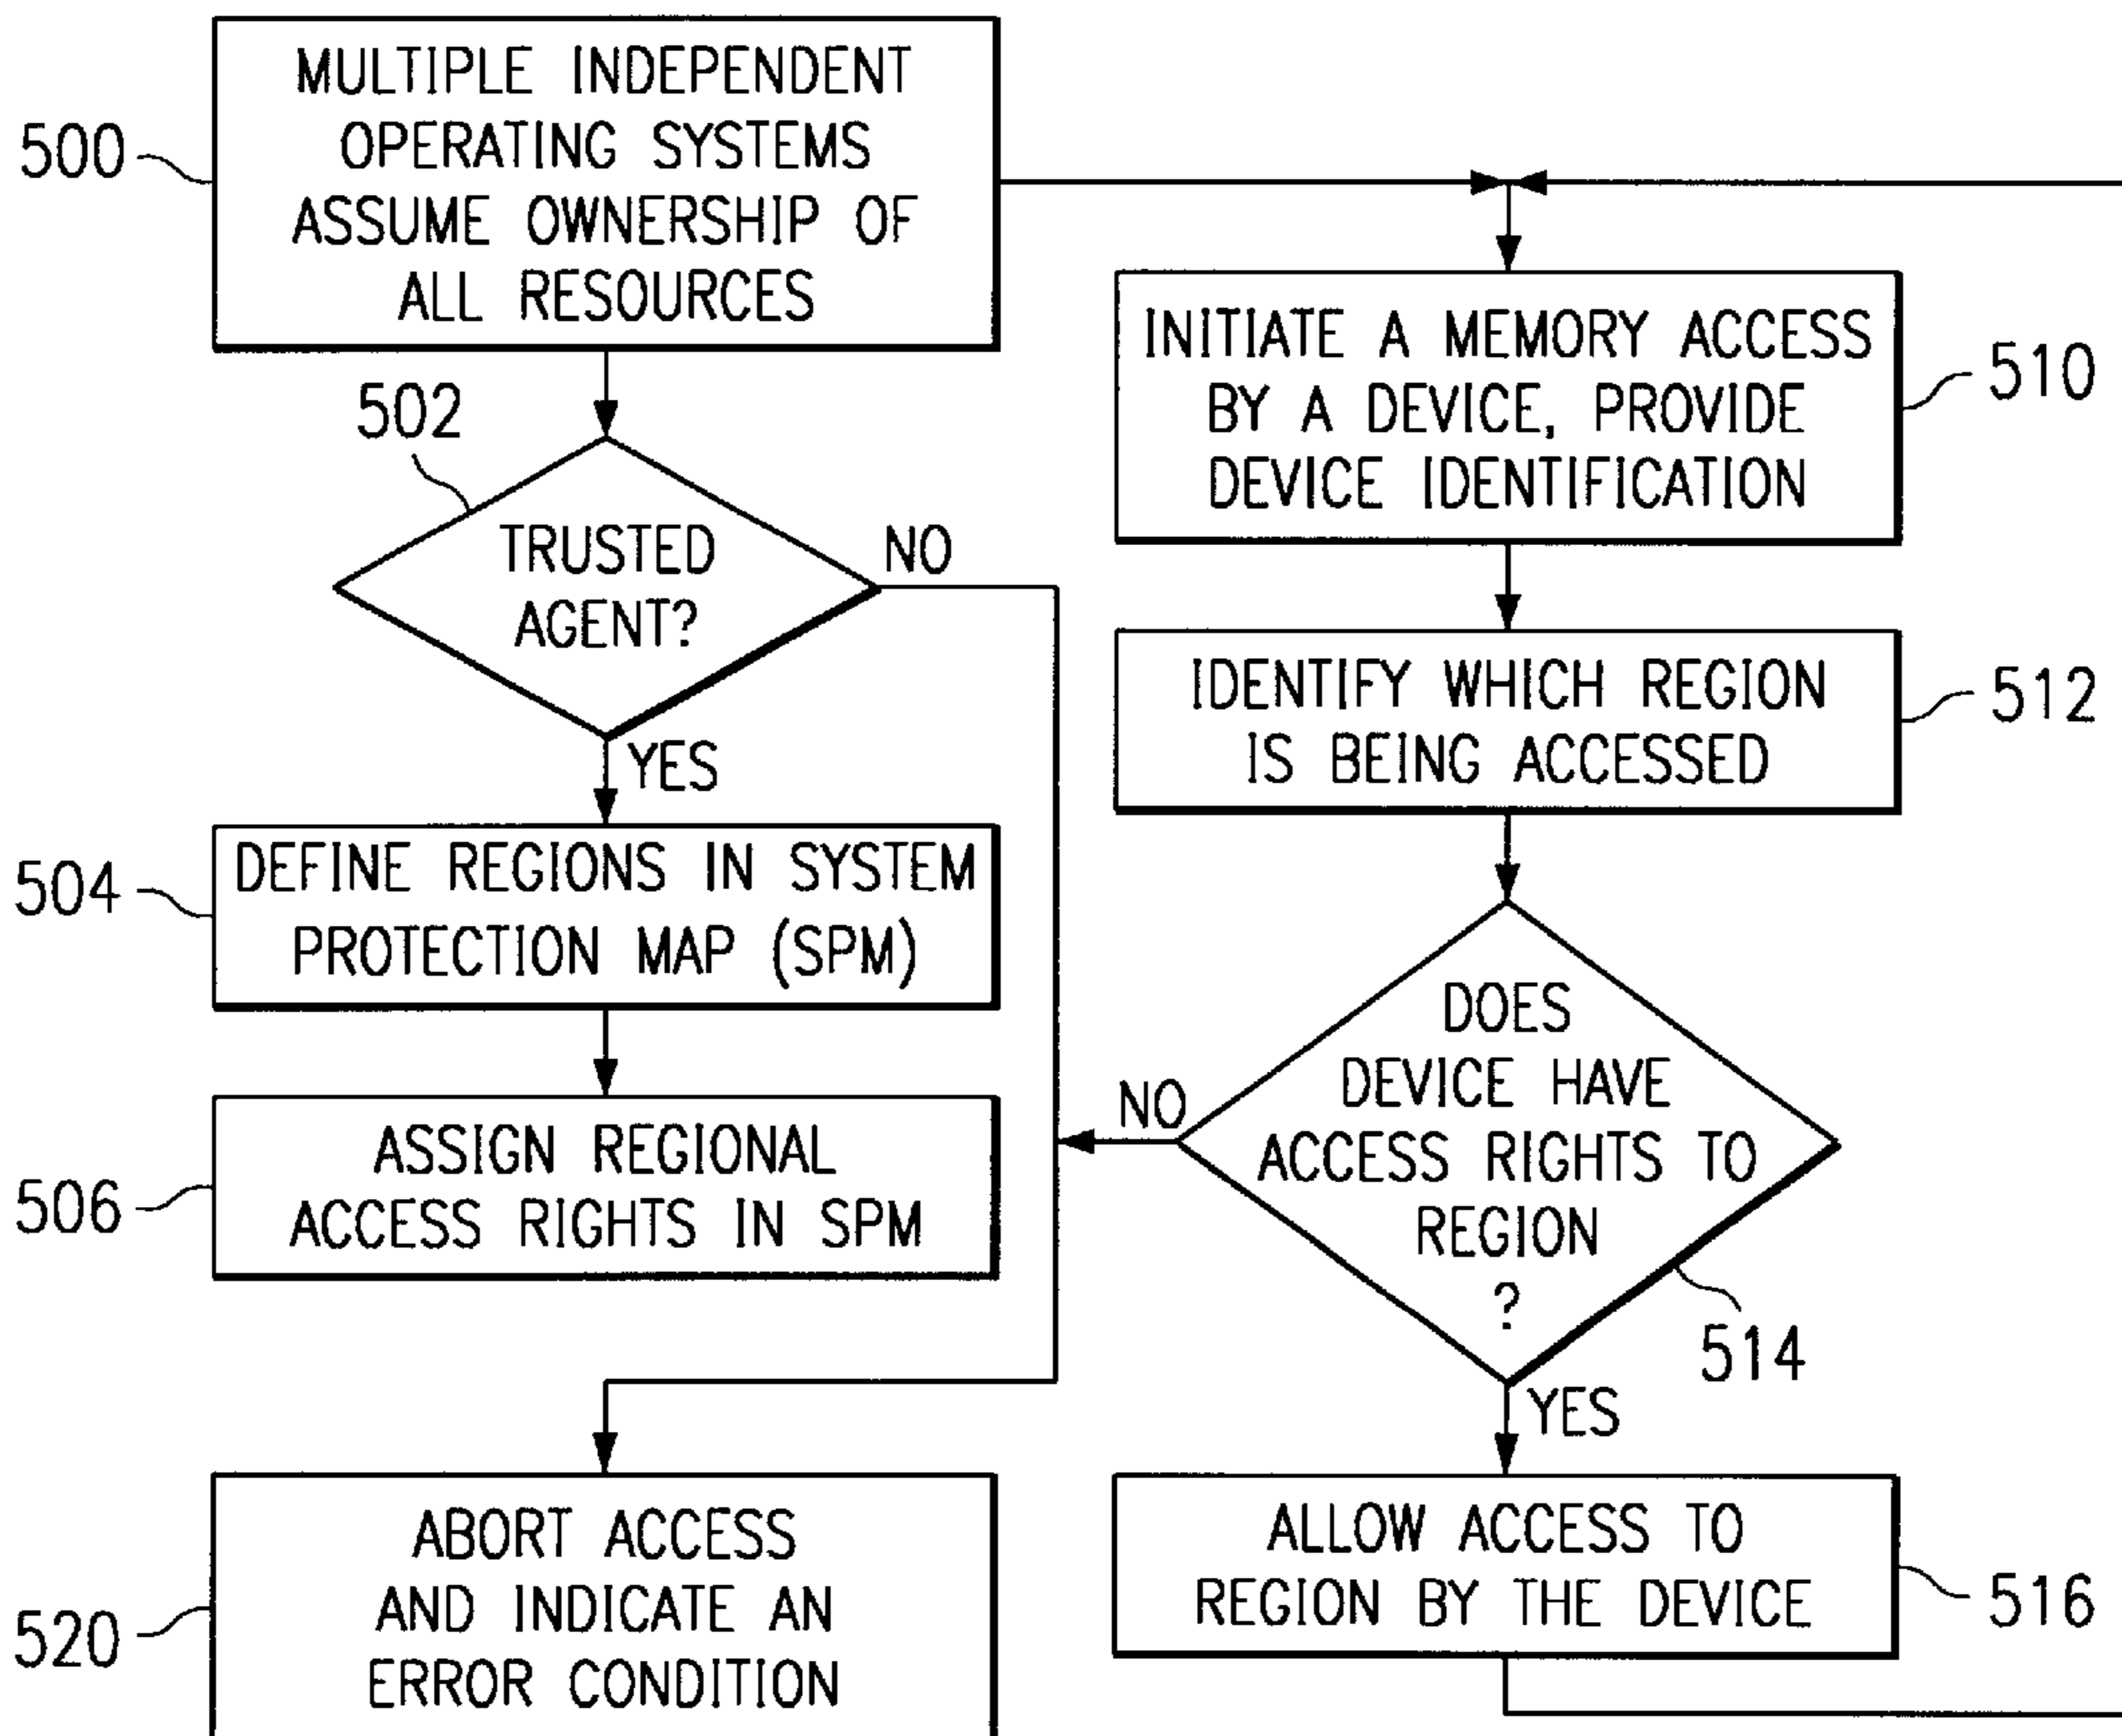 500
MULTIPLE INDEPENDENT
OPERATING SYSTEMS
ASSUME OWNERSHIP OF
ALL RESOURCES
502
TRUSTED
AGENT?
NO
YES
504
DEFINE REGIONS IN SYSTEM
PROTECTION MAP (SPM)
506
ASSIGN REGIONAL
ACCESS RIGHTS IN SPM
520
ABORT ACCESS
AND INDICATE AN
ERROR CONDITION
INITIATE A MEMORY ACCESS
BY A DEVICE, PROVIDE
DEVICE IDENTIFICATION
510
IDENTIFY WHICH REGION
IS BEING ACCESSED
512
DOES
DEVICE HAVE
ACCESS RIGHTS TO
REGION
?
NO
514
YES
ALLOW ACCESS TO
REGION BY THE DEVICE
516